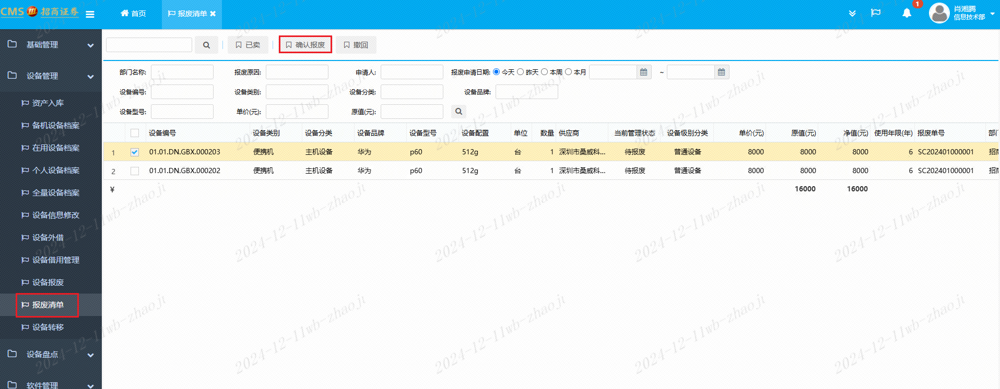 CMS 招商证券
首页
报废清单
1
肖湘腾
信息技术部
基础管理
设备管理
资产入库
备机设备档案
在用设备档案
个人设备档案
全量设备档案
设备信息修改
设备外借
设备借用管理
设备报废
报废清单
设备转移
设备盘点
软件管理
已卖 确认报废 撤回
部门名称: 报废原因: 申请人: 报废申请日期: 今天 昨天 本周 本月 ~
设备编号: 设备类别: 设备分类: 设备品牌:
设备型号: 单价(元): 原值(元):
设备编号 设备类别 设备分类 设备品牌 设备型号 设备配置 单位 数量 供应商 当前管理状态 设备级别分类 单价(元) 原值(元) 净值(元) 使用年限(年) 报废单号 部门
1 01.01.DN.GBX.000203 便携机 主机设备 华为 p60 512g 台 1 深圳市桑威科... 待报废 普通设备 8000 8000 8000 6 SC202401000001 招商
2 01.01.DN.GBX.000202 便携机 主机设备 华为 p60 512g 台 1 深圳市桑威科... 待报废 普通设备 8000 8000 8000 6 SC202401000001 招商
¥ 16000 16000